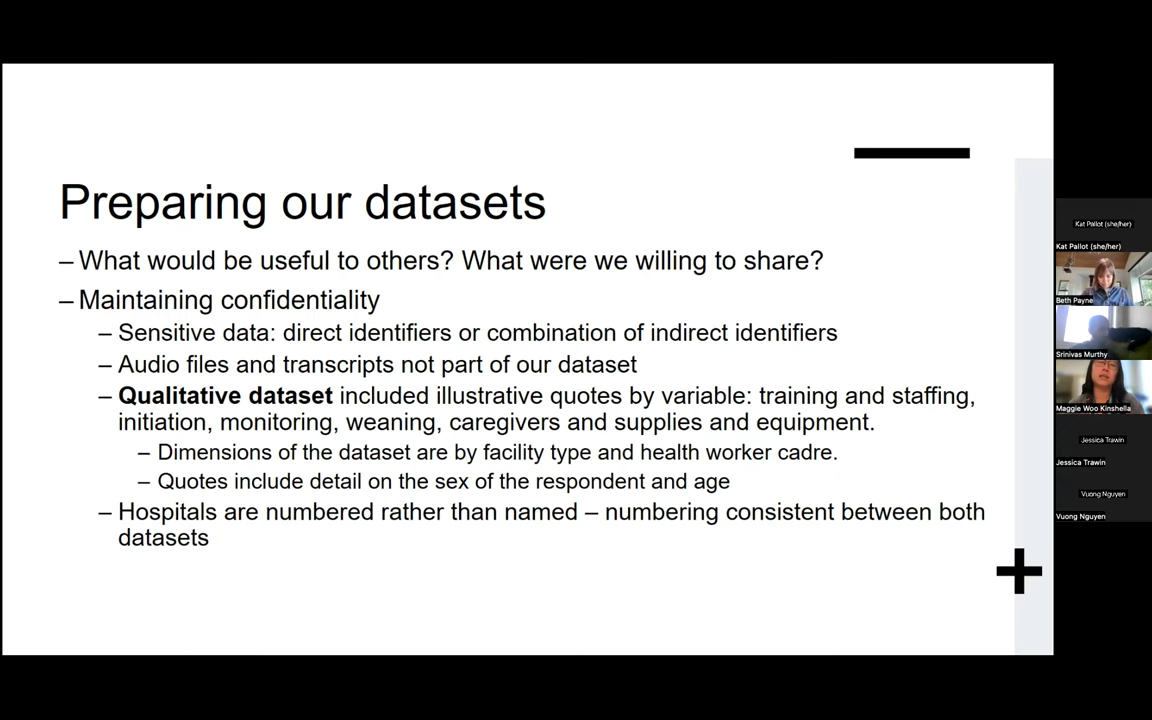 Preparing our datasets
– What would be useful to others? What were we willing to share?
– Maintaining confidentiality
– Sensitive data: direct identifiers or combination of indirect identifiers
– Audio files and transcripts not part of our dataset
– Qualitative dataset included illustrative quotes by variable: training and staffing,
initiation, monitoring, weaning, caregivers and supplies and equipment.
– Dimensions of the dataset are by facility type and health worker cadre.
– Quotes include detail on the sex of the respondent and age
– Hospitals are numbered rather than named – numbering consistent between both
datasets
Kat Pallot (she/her)
Kat Pallot (she/her)
Beth Payne
Srinivas Murthy
Maggie Woo Kinshella
Jessica Trawin
Jessica Trawin
Vuong Nguyen
Vuong Nguyen